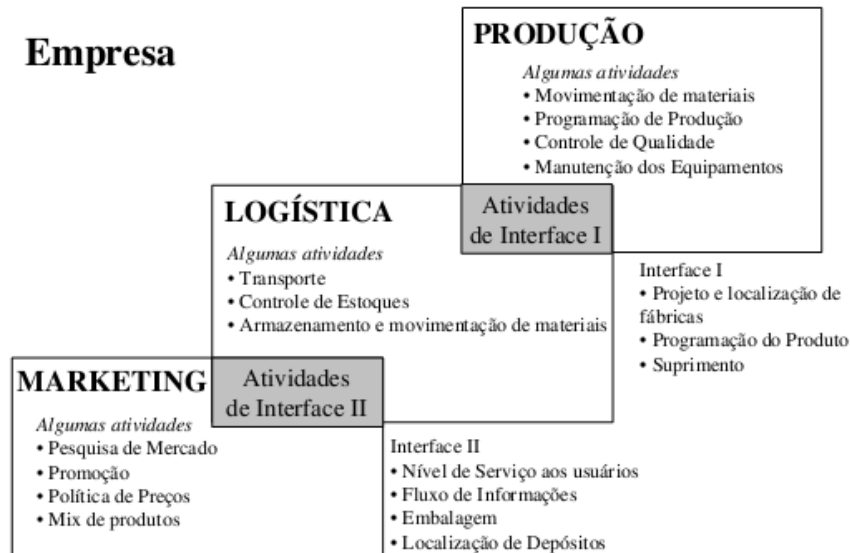 Empresa
PRODUÇÃO
Algumas atividades
• Movimentação de materiais
• Programação de Produção
• Controle de Qualidade
• Manutenção dos Equipamentos
Atividades
de Interface I
LOGÍSTICA
Algumas atividades
• Transporte
• Controle de Estoques
• Armazenamento e movimentação de materiais
Interface I
• Projeto e localização de
fábricas
• Programação do Produto
• Suprimento
Atividades
de Interface II
MARKETING
Algumas atividades
• Pesquisa de Mercado
• Promoção
• Política de Preços
• Mix de produtos
Interface II
• Nível de Serviço aos usuários
• Fluxo de Informações
• Embalagem
• Localização de Depósitos